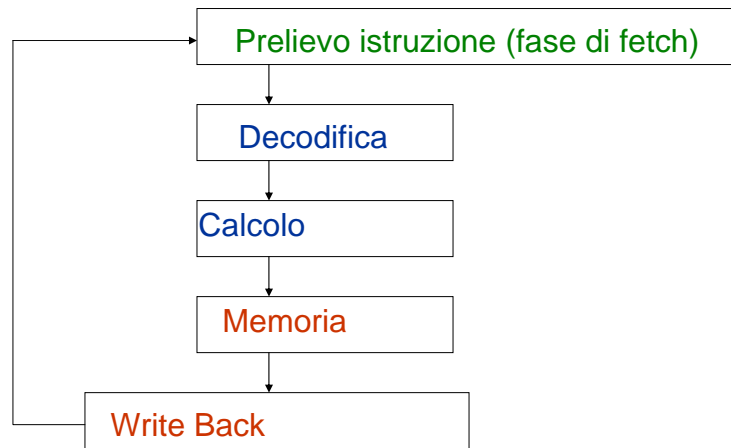 Prelievo istruzione (fase di fetch)
Decodifica
Calcolo
Memoria
Write Back